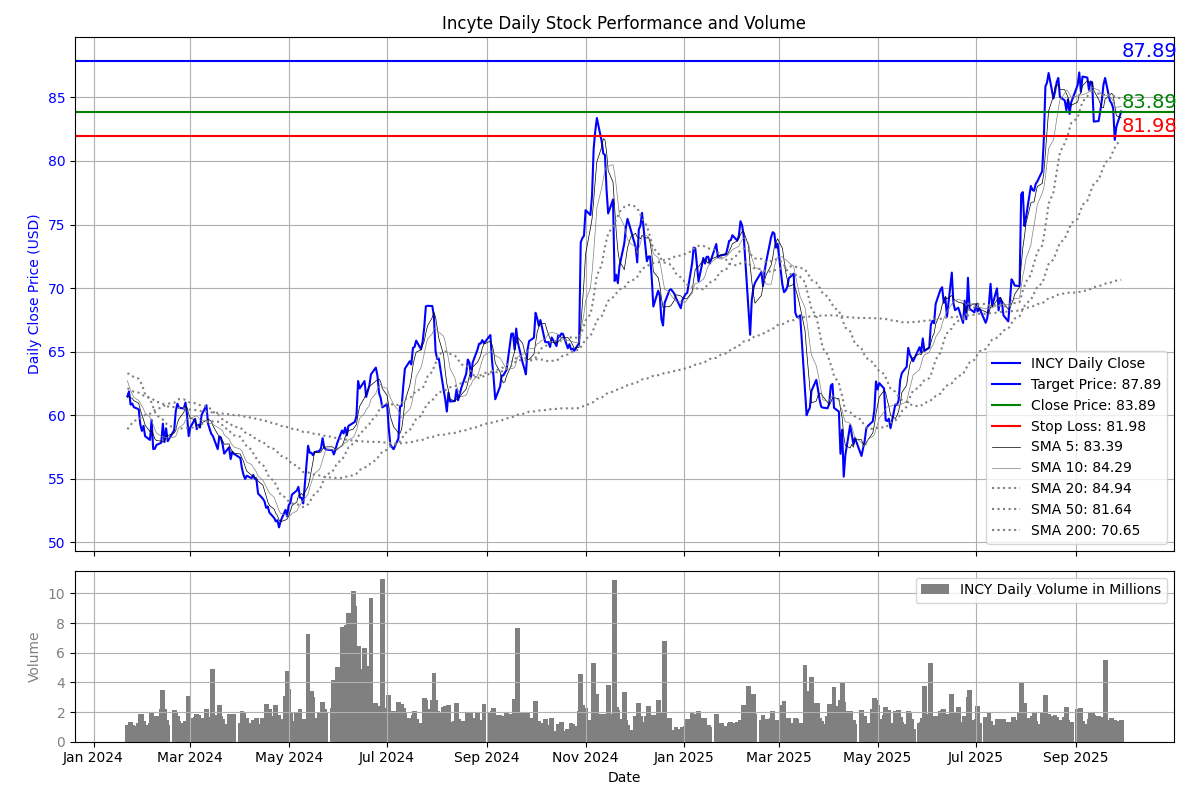 Incyte Daily Stock Performance and Volume
87.89
83.89
81.98
Daily Close Price (USD)
85
80
75
70
65
60
55
50
INCY Daily Close
Target Price: 87.89
Close Price: 83.89
Stop Loss: 81.98
SMA 5: 83.39
SMA 10: 84.29
SMA 20: 84.94
SMA 50: 81.64
SMA 200: 70.65
Volume
10
8
6
4
2
0
INCY Daily Volume in Millions
Jan 2024 Mar 2024 May 2024 Jul 2024 Sep 2024 Nov 2024 Jan 2025 Mar 2025 May 2025 Jul 2025 Sep 2025
Date